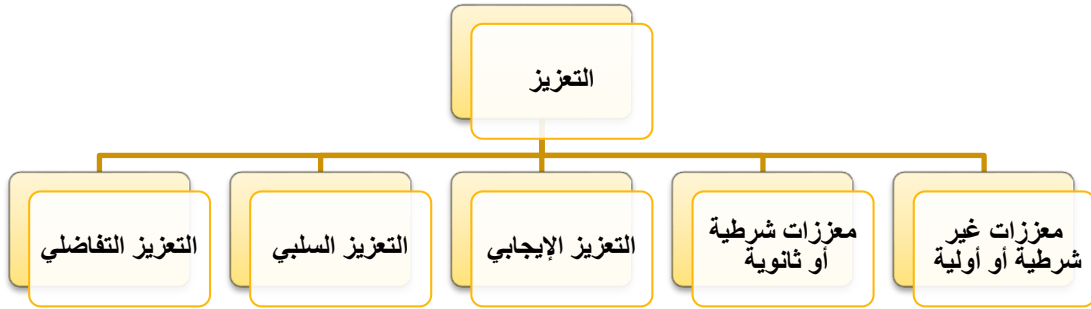 التعزيز
معززات غير
شرطية أو أولية
معززات شرطية
أو ثانوية
التعزيز الإيجابي
التعزيز السلبي
التعزيز التفاضلي